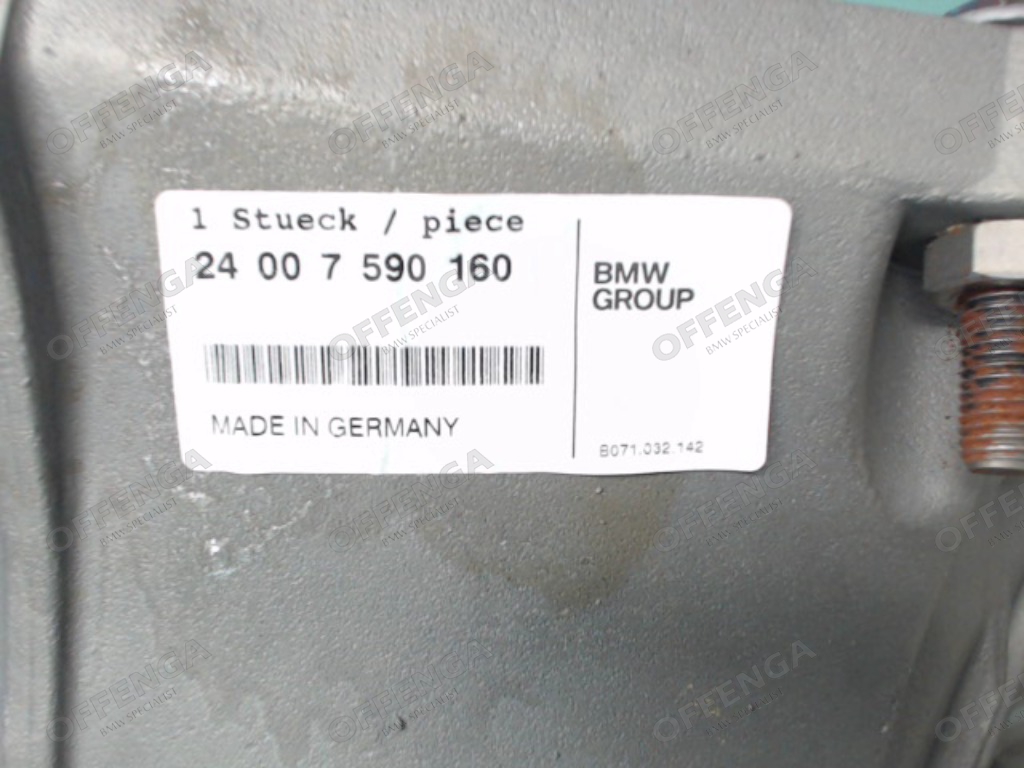 1 Stueck / piece
24 00 7 590 160
BMW
GROUP
MADE IN GERMANY
B071.032.142
OFFENGA
BMW SPECIALIST